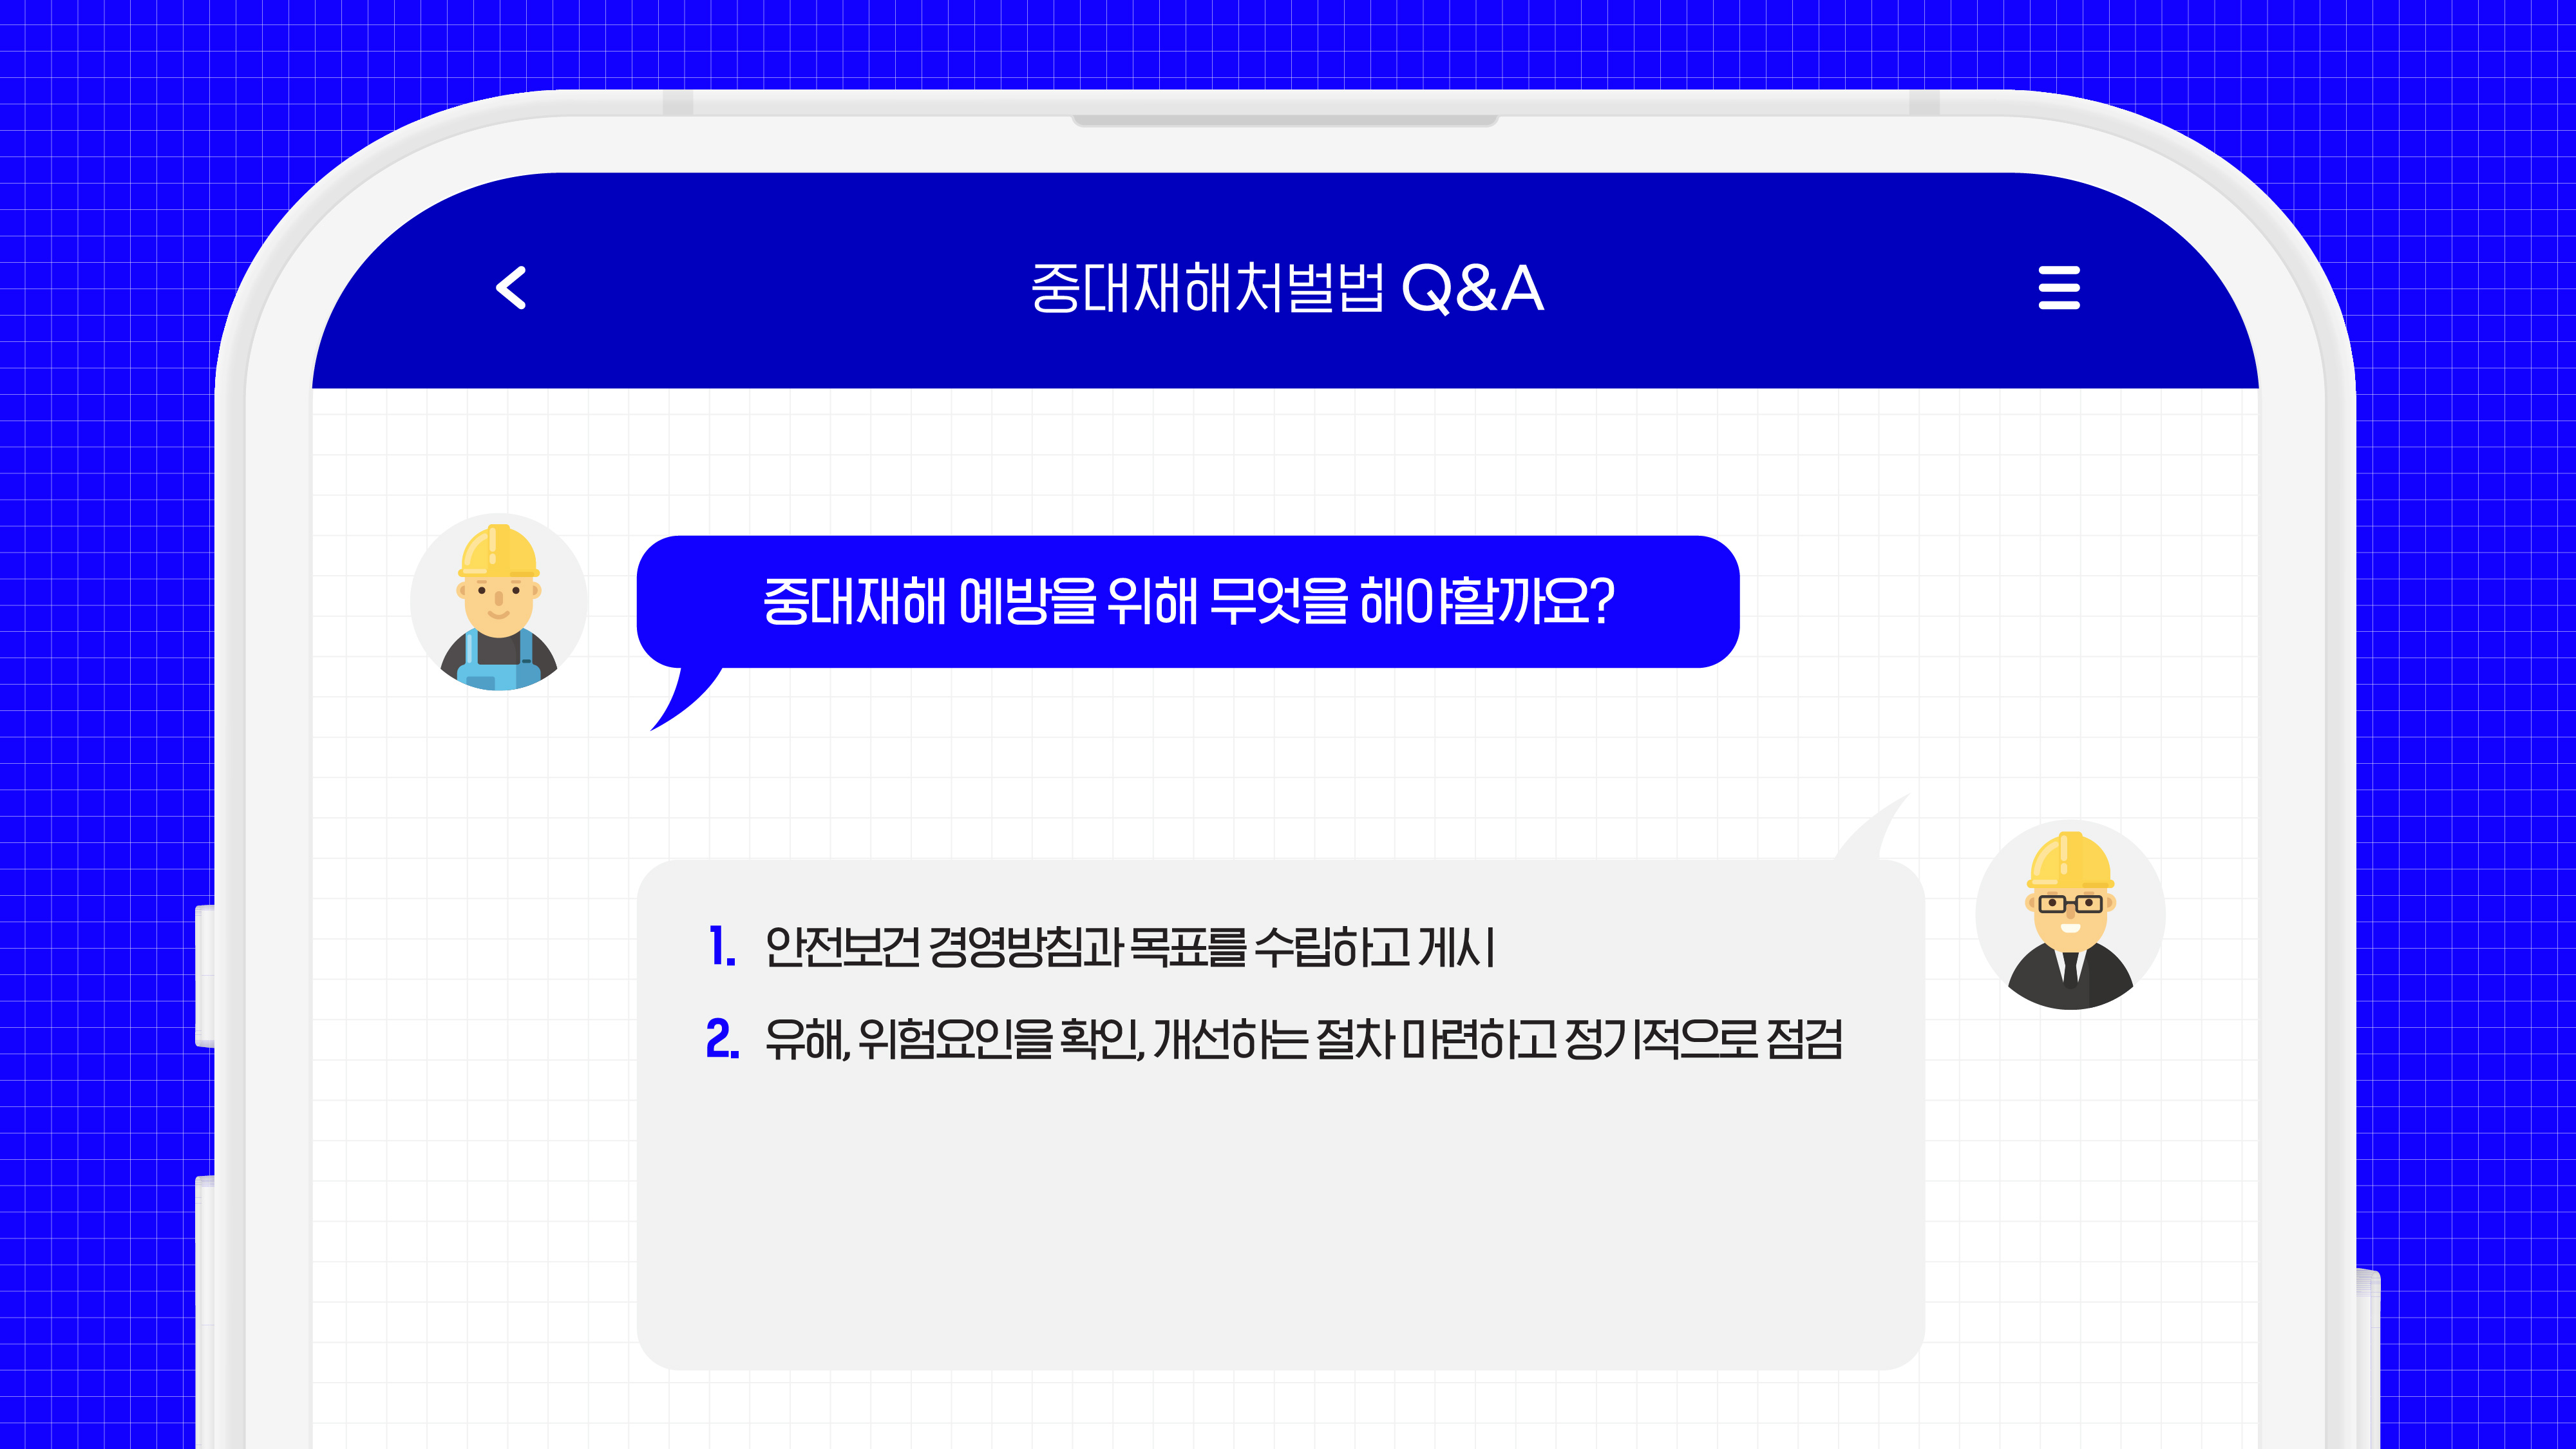 중대재해처벌법 Q&A
중대재해 예방을 위해 무엇을 해야할까요?
1. 안전보건 경영방침과 목표를 수립하고 게시
2. 유해, 위험요인을 확인, 개선하는 절차 마련하고 정기적으로 점검